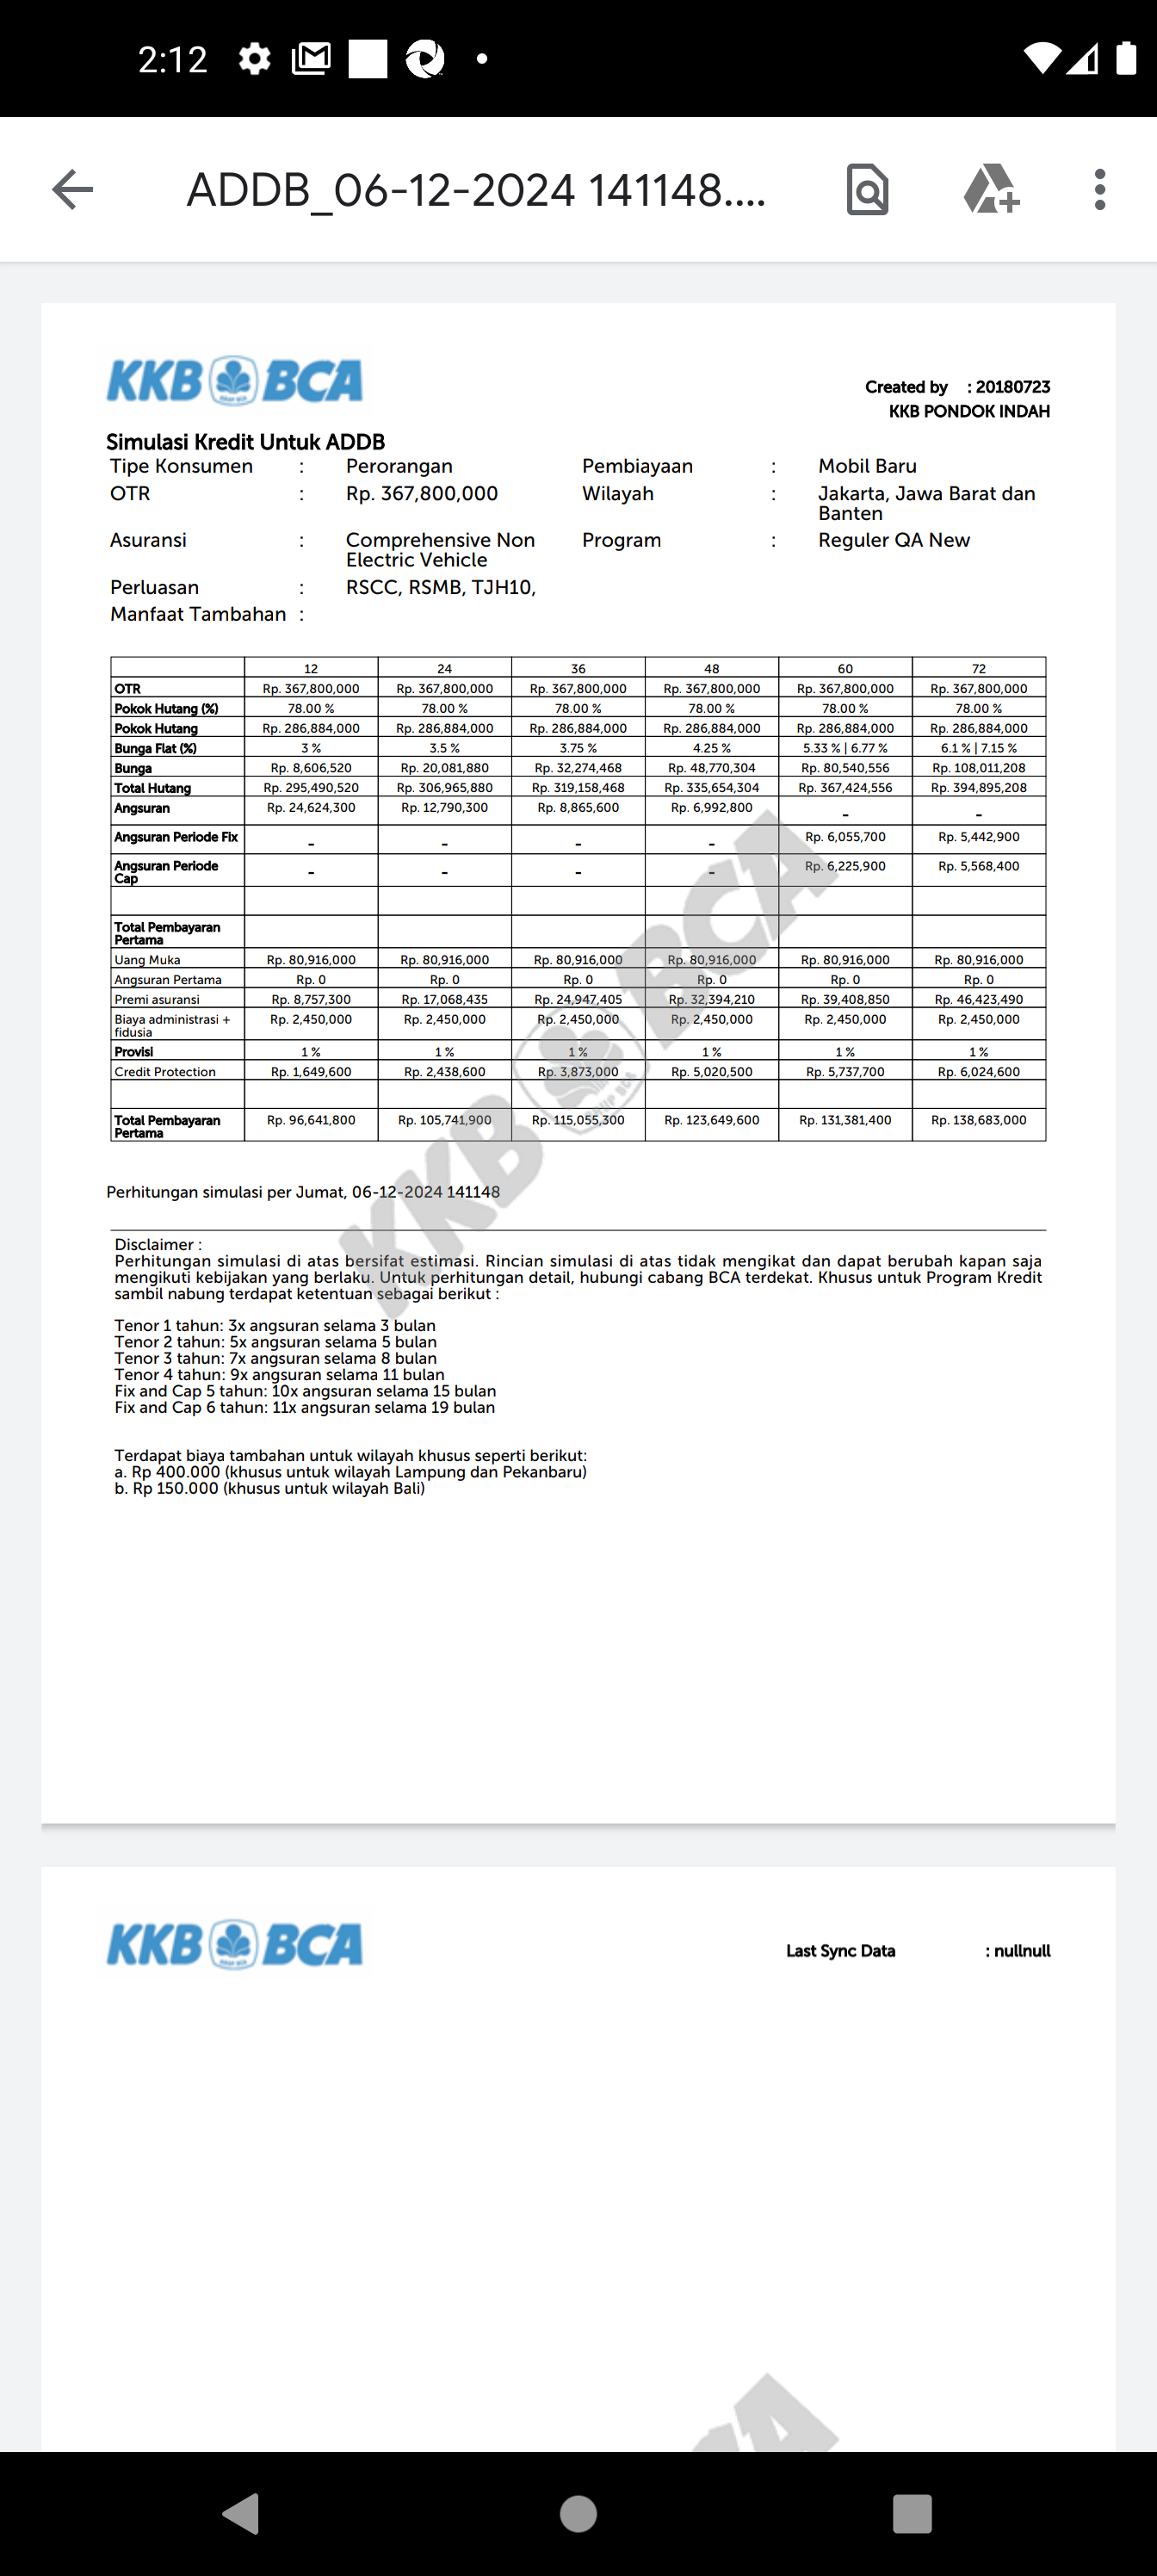 2:12
ADDB_06-12-2024 141148....
KKB BCA
Created by : 20180723
KKB PONDOK INDAH
Simulasi Kredit Untuk ADDB
Tipe Konsumen : Perorangan Pembiayaan : Mobil Baru
OTR : Rp. 367,800,000 Wilayah : Jakarta, Jawa Barat dan
Banten
Asuransi : Comprehensive Non Program : Reguler QA New
Electric Vehicle
Perluasan : RSCC, RSMB, TJH10,
Manfaat Tambahan :
12 24 36 48 60 72
OTR Rp. 367,800,000 Rp. 367,800,000 Rp. 367,800,000 Rp. 367,800,000 Rp. 367,800,000 Rp. 367,800,000
Pokok Hutang (%) 78.00 % 78.00 % 78.00 % 78.00 % 78.00 % 78.00 %
Pokok Hutang Rp. 286,884,000 Rp. 286,884,000 Rp. 286,884,000 Rp. 286,884,000 Rp. 286,884,000 Rp. 286,884,000
Bunga Flat (%) 3 % 3.5 % 3.75 % 4.25 % 5.33 % | 6.77 % 6.1 % | 7.15 %
Bunga Rp. 8,606,520 Rp. 20,081,880 Rp. 32,274,468 Rp. 48,770,304 Rp. 80,540,556 Rp. 108,011,208
Total Hutang Rp. 295,490,520 Rp. 306,965,880 Rp. 319,158,468 Rp. 335,654,304 Rp. 367,424,556 Rp. 394,895,208
Angsuran Rp. 24,624,300 Rp. 12,790,300 Rp. 8,865,600 Rp. 6,992,800 - -
Angsuran Periode Fix - - - - Rp. 6,055,700 Rp. 5,442,900
Angsuran Periode - - - - Rp. 6,225,900 Rp. 5,568,400
Cap
Total Pembayaran
Pertama
Uang Muka Rp. 80,916,000 Rp. 80,916,000 Rp. 80,916,000 Rp. 80,916,000 Rp. 80,916,000 Rp. 80,916,000
Angsuran Pertama Rp. 0 Rp. 0 Rp. 0 Rp. 0 Rp. 0 Rp. 0
Premi asuransi Rp. 8,757,300 Rp. 17,068,435 Rp. 24,947,405 Rp. 32,394,210 Rp. 39,408,850 Rp. 46,423,490
Biaya administrasi + Rp. 2,450,000 Rp. 2,450,000 Rp. 2,450,000 Rp. 2,450,000 Rp. 2,450,000 Rp. 2,450,000
fidusia
Provisi 1 % 1 % 1 % 1 % 1 % 1 %
Credit Protection Rp. 1,649,600 Rp. 2,438,600 Rp. 3,873,000 Rp. 5,020,500 Rp. 5,737,700 Rp. 6,024,600
Total Pembayaran Rp. 96,641,800 Rp. 105,741,900 Rp. 115,055,300 Rp. 123,649,600 Rp. 131,381,400 Rp. 138,683,000
Pertama
KKB BCA
Perhitungan simulasi per Jumat, 06-12-2024 141148
Disclaimer :
Perhitungan simulasi di atas bersifat estimasi. Rincian simulasi di atas tidak mengikat dan dapat berubah kapan saja
mengikuti kebijakan yang berlaku. Untuk perhitungan detail, hubungi cabang BCA terdekat. Khusus untuk Program Kredit
sambil nabung terdapat ketentuan sebagai berikut :
Tenor 1 tahun: 3x angsuran selama 3 bulan
Tenor 2 tahun: 5x angsuran selama 5 bulan
Tenor 3 tahun: 7x angsuran selama 8 bulan
Tenor 4 tahun: 9x angsuran selama 11 bulan
Fix and Cap 5 tahun: 10x angsuran selama 15 bulan
Fix and Cap 6 tahun: 11x angsuran selama 19 bulan
Terdapat biaya tambahan untuk wilayah khusus seperti berikut:
a. Rp 400.000 (khusus untuk wilayah Lampung dan Pekanbaru)
b. Rp 150.000 (khusus untuk wilayah Bali)
KKB BCA
Last Sync Data : nullnull